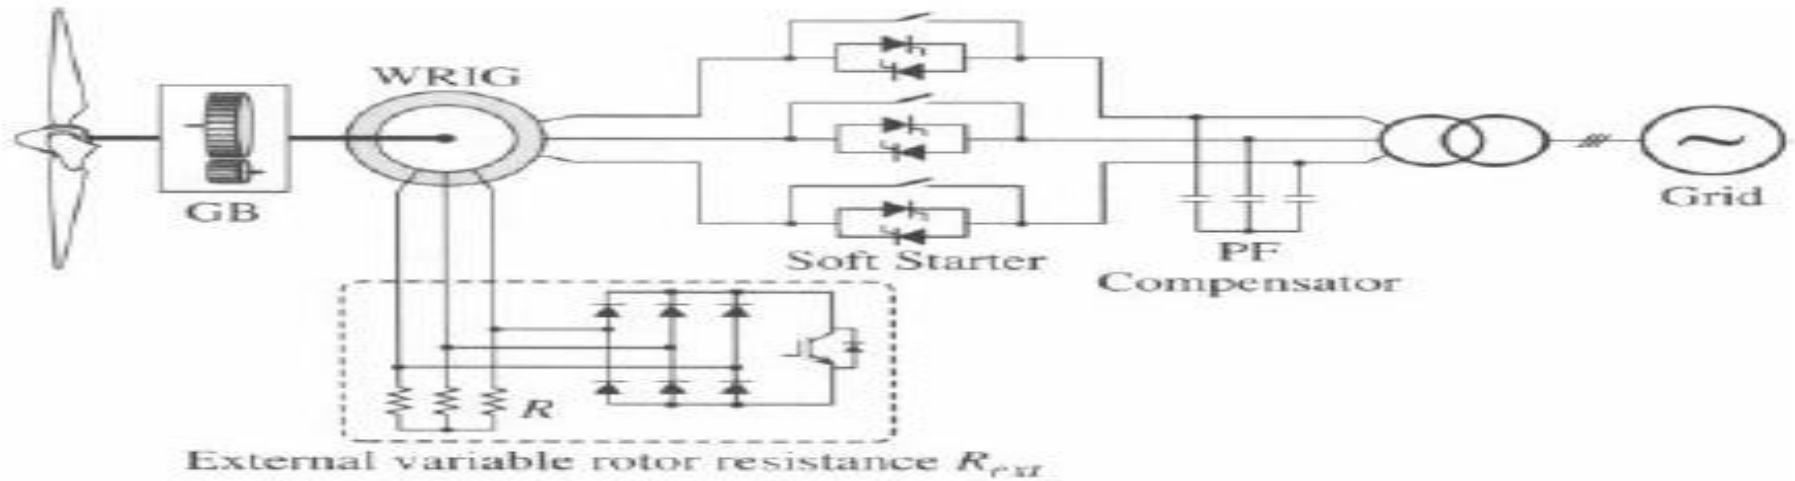 WRIG
GB
Soft Starter
PF
Compensator
Grid
R
External variable rotor resistance R_ext